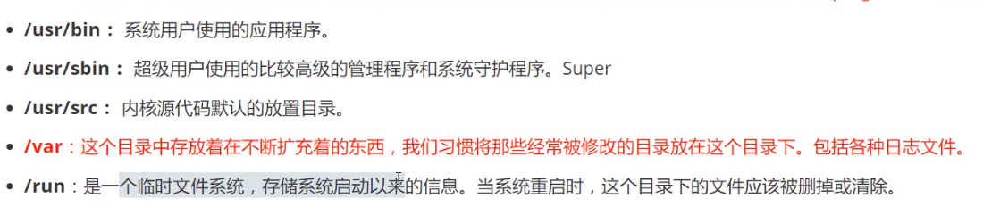 /usr/bin： 系统用户使用的应用程序。
/usr/sbin： 超级用户使用的比较高级的管理程序和系统守护程序。Super
/usr/src： 内核源代码默认的放置目录。
/var：这个目录中存放着在不断扩充着的东西，我们习惯将那些经常被修改的目录放在这个目录下。包括各种日志文件。
/run：是一个临时文件系统，存储系统启动以来的信息。当系统重启时，这个目录下的文件应该被删掉或清除。